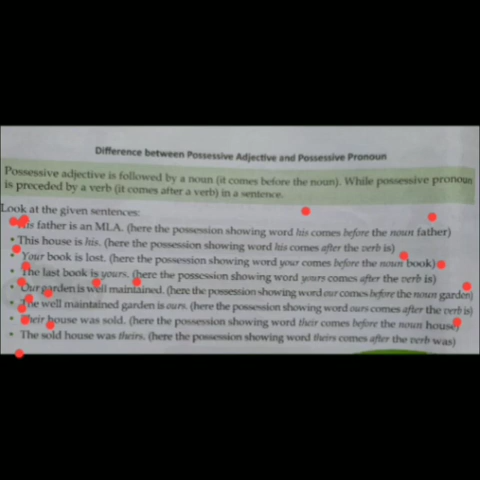 Difference between Possessive Adjective and Possessive Pronoun
Possessive adjective is followed by a noun (it comes before the noun). While possessive pronoun
is preceded by a verb (it comes after a verb) in a sentence.
Look at the given sentences:
• His father is an MLA. (here the possession showing word his comes before the noun father)
• This house is his. (here the possession showing word his comes after the verb is)
• Your book is lost. (here the possession showing word your comes before the noun book)
• The last book is yours. (here the possession showing word yours comes after the verb is)
• Our garden is well maintained. (here the possession showing word our comes before the noun garden)
• The well maintained garden is ours. (here the possession showing word ours comes after the verb is)
• Their house was sold. (here the possession showing word their comes before the noun house)
• The sold house was theirs. (here the possession showing word theirs comes after the verb was)